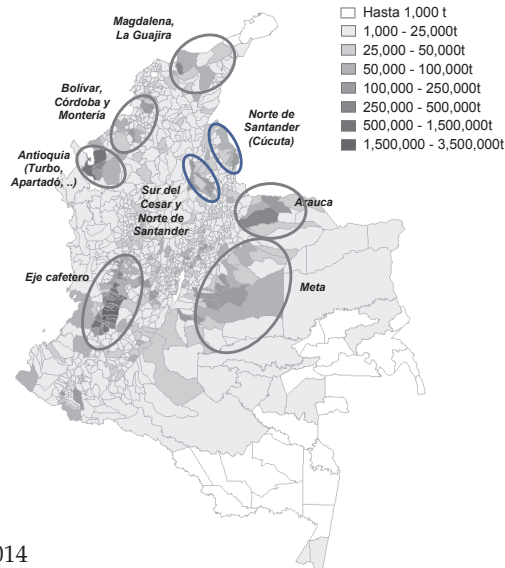 Magdalena,
La Guajira
Hasta 1,000 t
1,000 - 25,000t
25,000 - 50,000t
50,000 - 100,000t
100,000 - 250,000t
250,000 - 500,000t
500,000 - 1,500,000t
1,500,000 - 3,500,000t
Bolívar,
Córdoba y
Montería
Norte de
Santander
(Cúcuta)
Antioquia
(Turbo,
Apartadó, ..)
Sur del
Cesar y
Norte de
Santander
Arauca
Eje cafetero
Meta
014